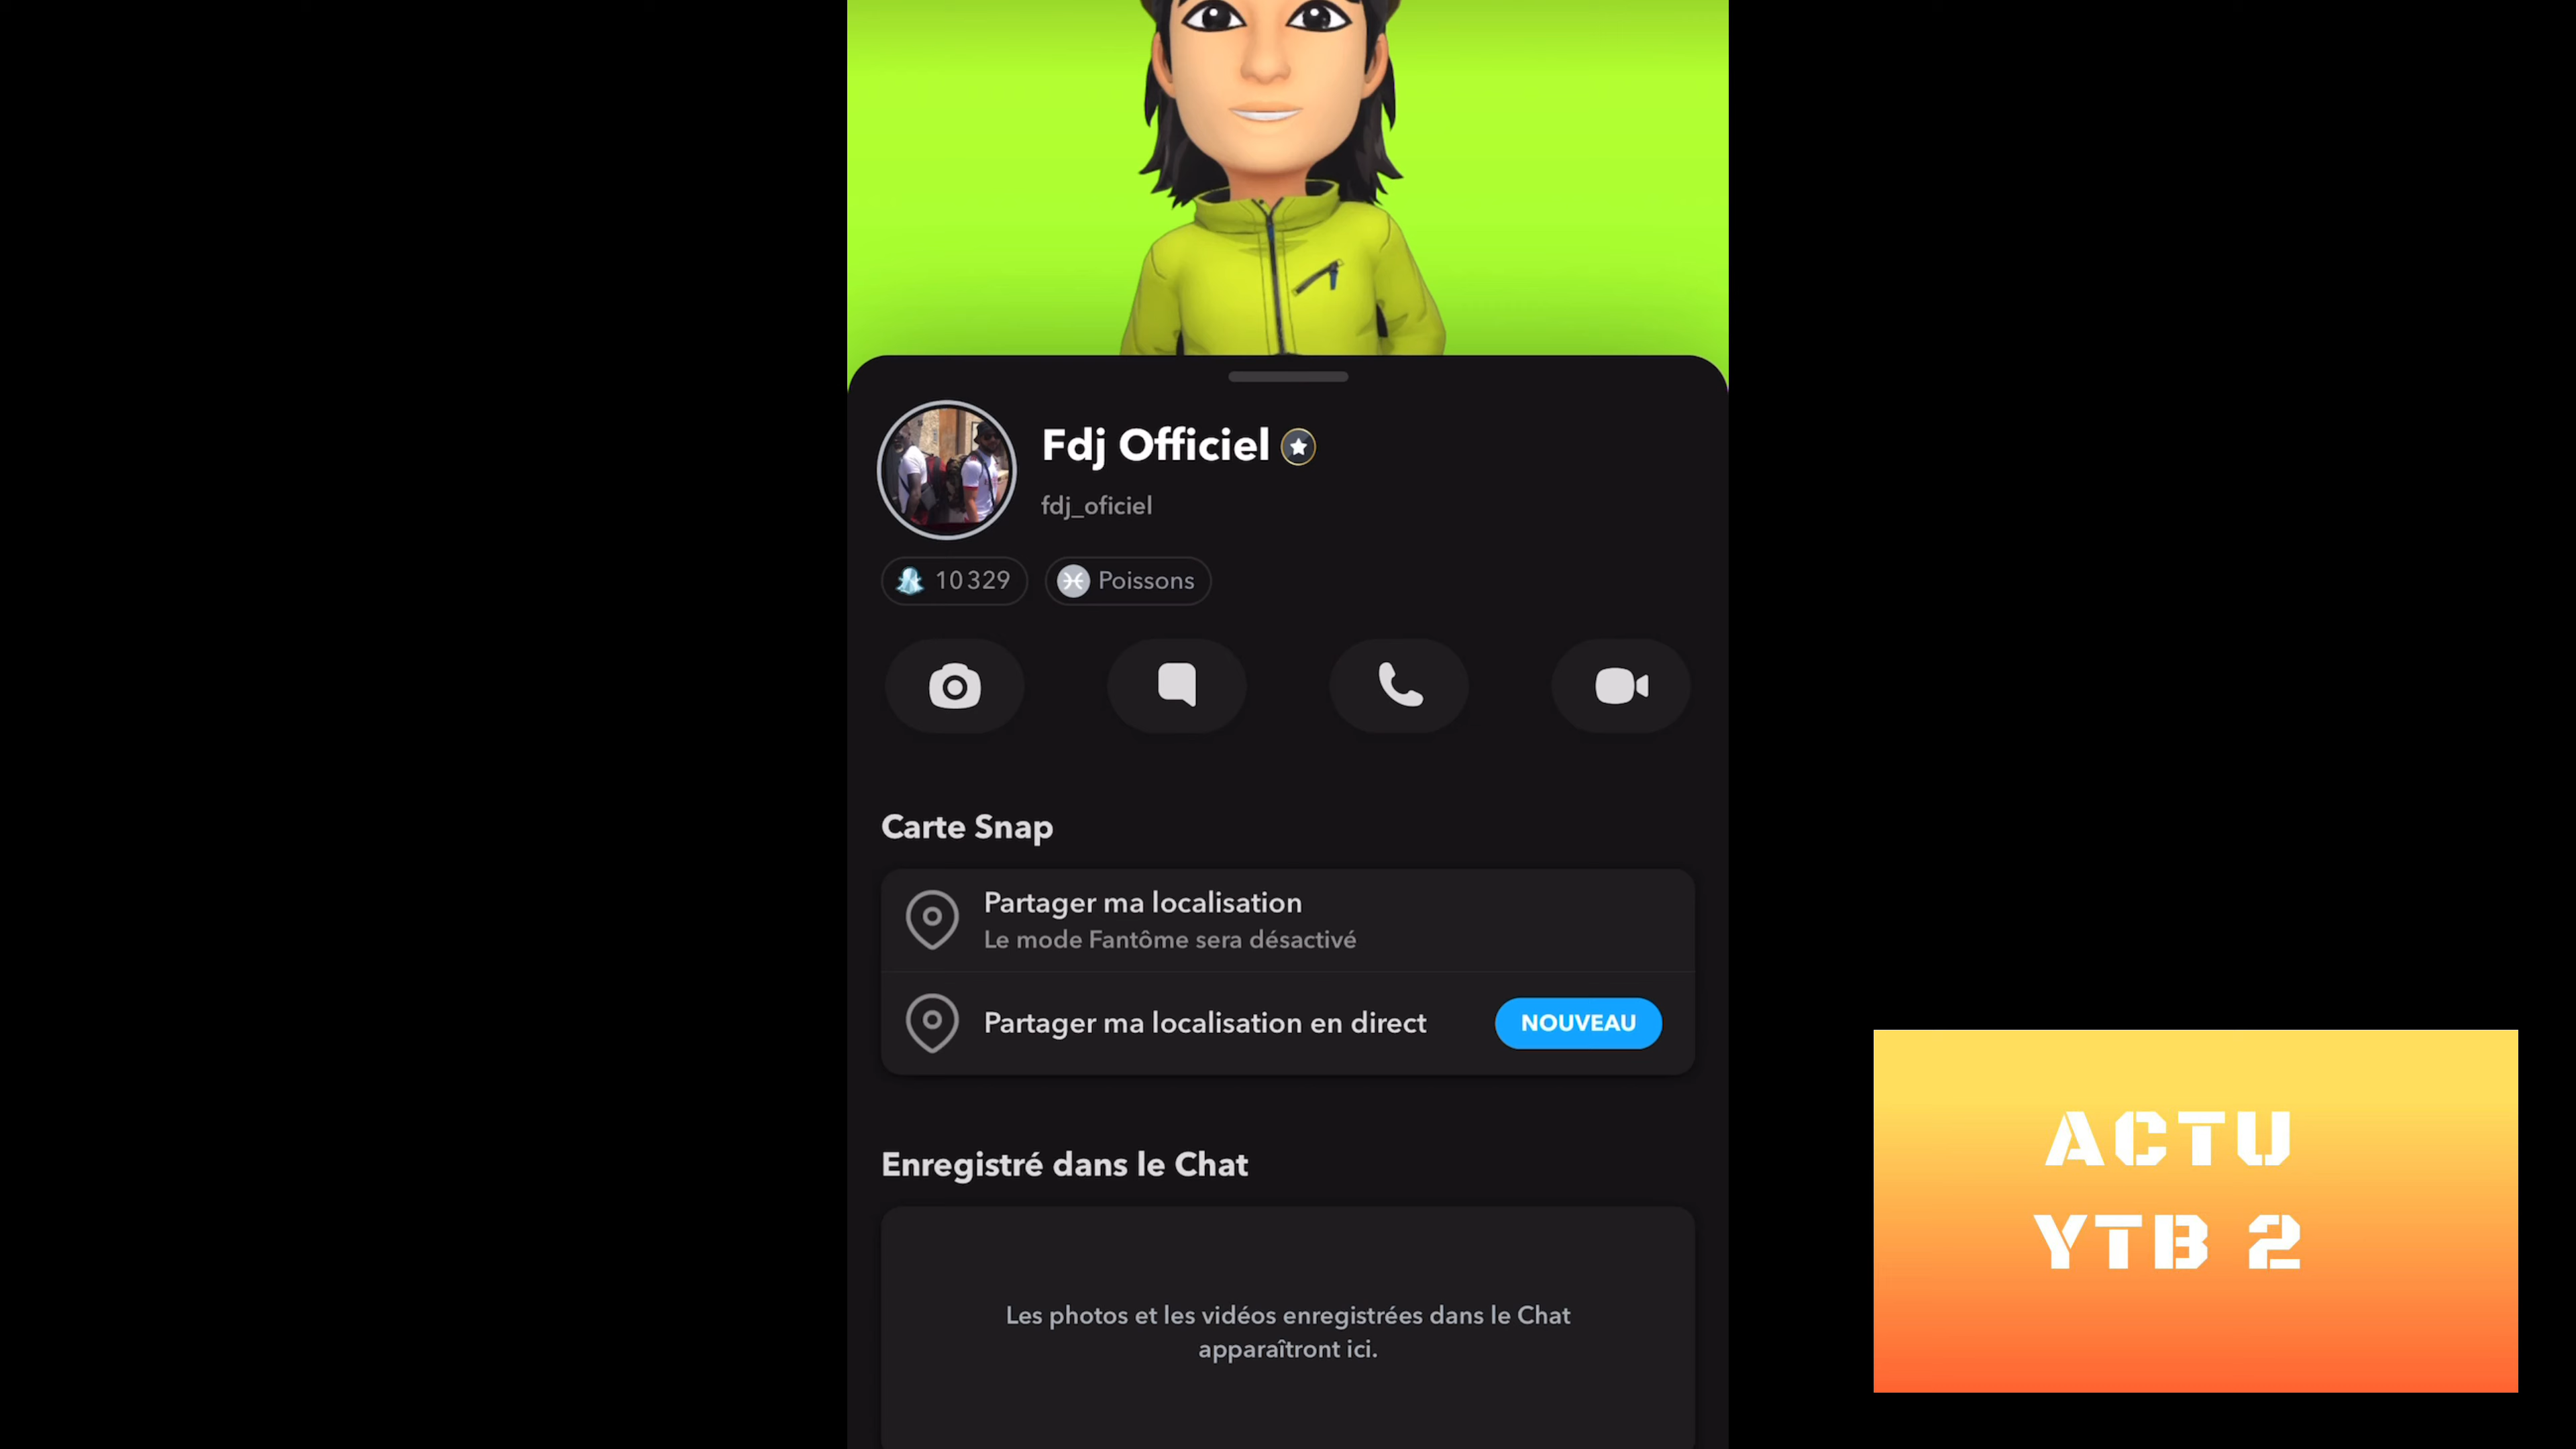 Fdj Officiel
fdj_oficiel
10 329
Poissons
Carte Snap
Partager ma localisation
Le mode Fantôme sera désactivé
Partager ma localisation en direct
NOUVEAU
Enregistré dans le Chat
Les photos et les vidéos enregistrées dans le Chat
apparaîtront ici.
ACTU
YTB 2